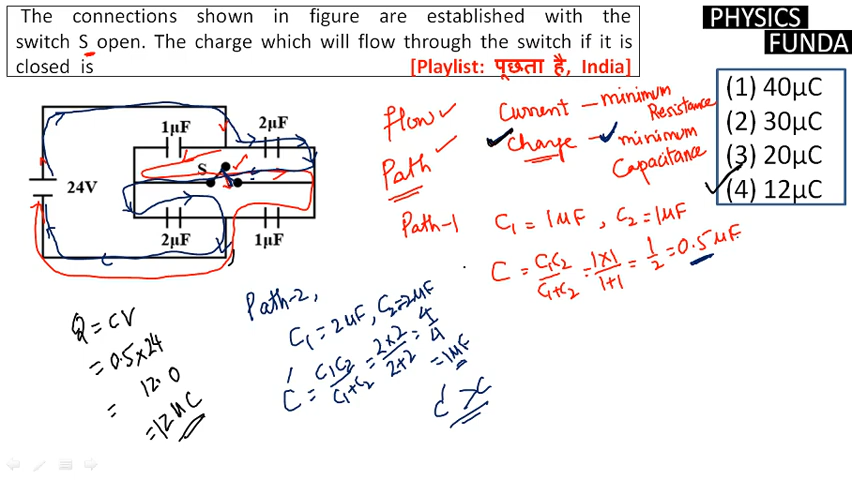 The connections shown in figure are established with the
switch S open. The charge which will flow through the switch if it is
closed is [Playlist: पूछता है, India]
PHYSICS
FUNDA
(1) 40μC
(2) 30μC
(3) 20μC
(4) 12μC
1μF
2μF
S
24V
2μF
1μF
Flow
Path
Current – minimum Resistance
Charge – minimum Capacitance
Path-1 C₁ = 1μF, C₂ = 1μF
C = C₁C₂/C₁+C₂ = 1×1/1+1 = 1/2 = 0.5μF
Path-2,
C₁ = 2μF, C₂ = 2μF
C' = C₁C₂/C₁+C₂ = 2×2/2+2 = 4/4
= 1μF
C' > C
Q = CV
= 0.5×24
= 12.0
= 12μC